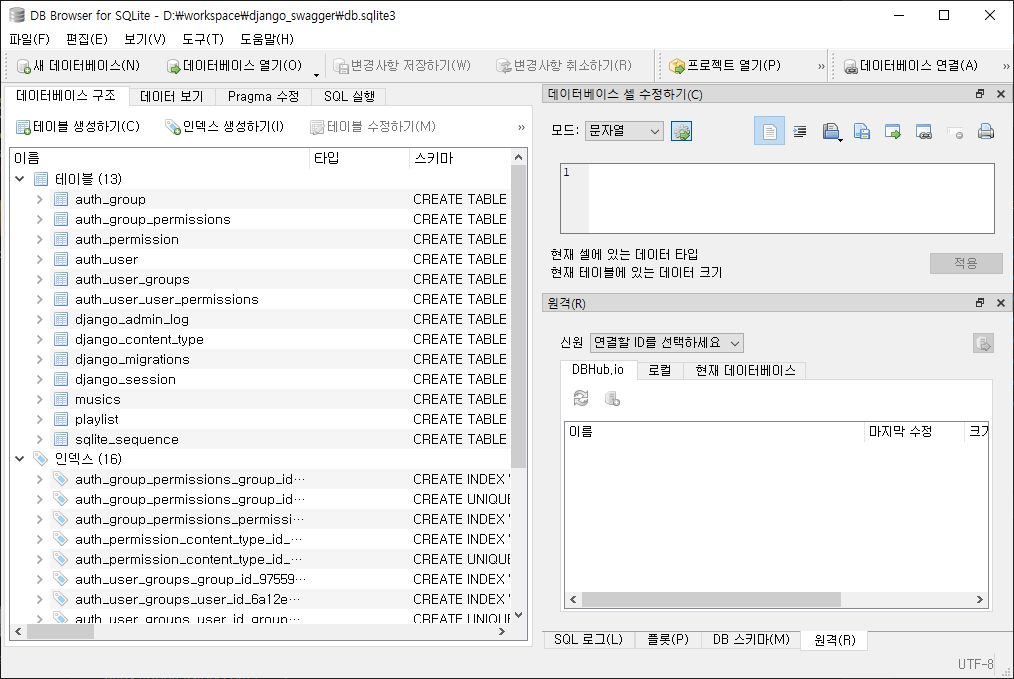 DB Browser for SQLite - D:₩workspace₩django_swagger₩db.sqlite3
파일(F) 편집(E) 보기(V) 도구(T) 도움말(H)
새 데이터베이스(N) 데이터베이스 열기(O) 변경사항 저장하기(W) 변경사항 취소하기(R) 프로젝트 열기(P) » 데이터베이스 연결(A) »
데이터베이스 구조 데이터 보기 Pragma 수정 SQL 실행
테이블 생성하기(C) 인덱스 생성하기(I) 테이블 수정하기(M) »
이름 타입 스키마
테이블 (13)
auth_group CREATE TABLE
auth_group_permissions CREATE TABLE
auth_permission CREATE TABLE
auth_user CREATE TABLE
auth_user_groups CREATE TABLE
auth_user_user_permissions CREATE TABLE
django_admin_log CREATE TABLE
django_content_type CREATE TABLE
django_migrations CREATE TABLE
django_session CREATE TABLE
musics CREATE TABLE
playlist CREATE TABLE
sqlite_sequence CREATE TABLE
인덱스 (16)
auth_group_permissions_group_id… CREATE INDEX "
auth_group_permissions_group_id… CREATE UNIQUE
auth_group_permissions_permissi… CREATE INDEX "
auth_permission_content_type_id_… CREATE INDEX "
auth_permission_content_type_id_… CREATE UNIQUE
auth_user_groups_group_id_97559… CREATE INDEX "
auth_user_groups_user_id_6a12e… CREATE INDEX "
auth_user_groups_user_id_group… CREATE UNIQUE
데이터베이스 셀 수정하기(C)
모드: 문자열
1
현재 셀에 있는 데이터 타입
현재 테이블에 있는 데이터 크기
적용
원격(R)
신원 연결할 ID를 선택하세요
DBHub.io 로컬 현재 데이터베이스
이름 마지막 수정 크기
SQL 로그(L) 플롯(P) DB 스키마(M) 원격(R)
UTF-8